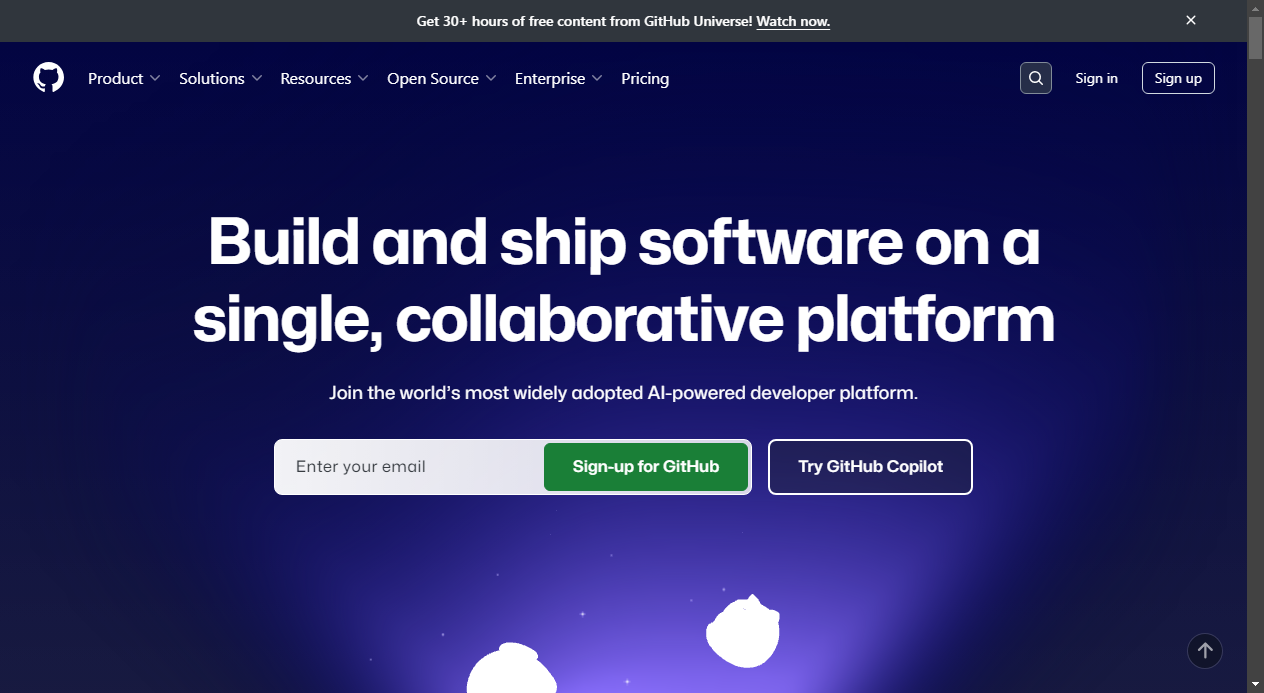 Get 30+ hours of free content from GitHub Universe! Watch now.
Product Solutions Resources Open Source Enterprise Pricing Sign in Sign up
Build and ship software on a
single, collaborative platform
Join the world’s most widely adopted AI-powered developer platform.
Enter your email Sign-up for GitHub Try GitHub Copilot